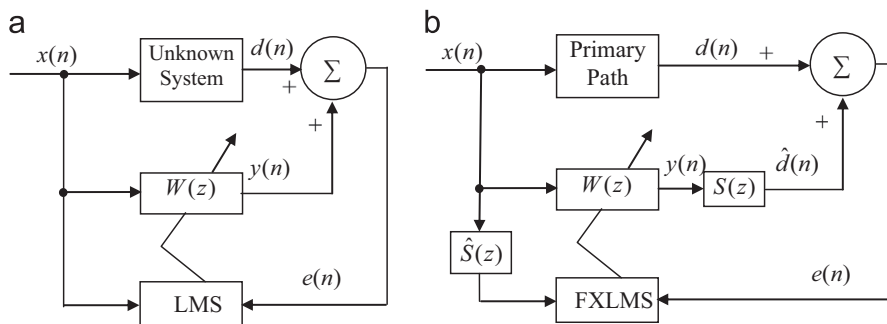 a
x(n)
Unknown
System
d(n)
+
Σ
+
W(z)
y(n)
LMS
e(n)
b
x(n)
Primary
Path
d(n)
+
Σ
+
W(z)
y(n)
S(z)
d̂(n)
Ŝ(z)
FXLMS
e(n)